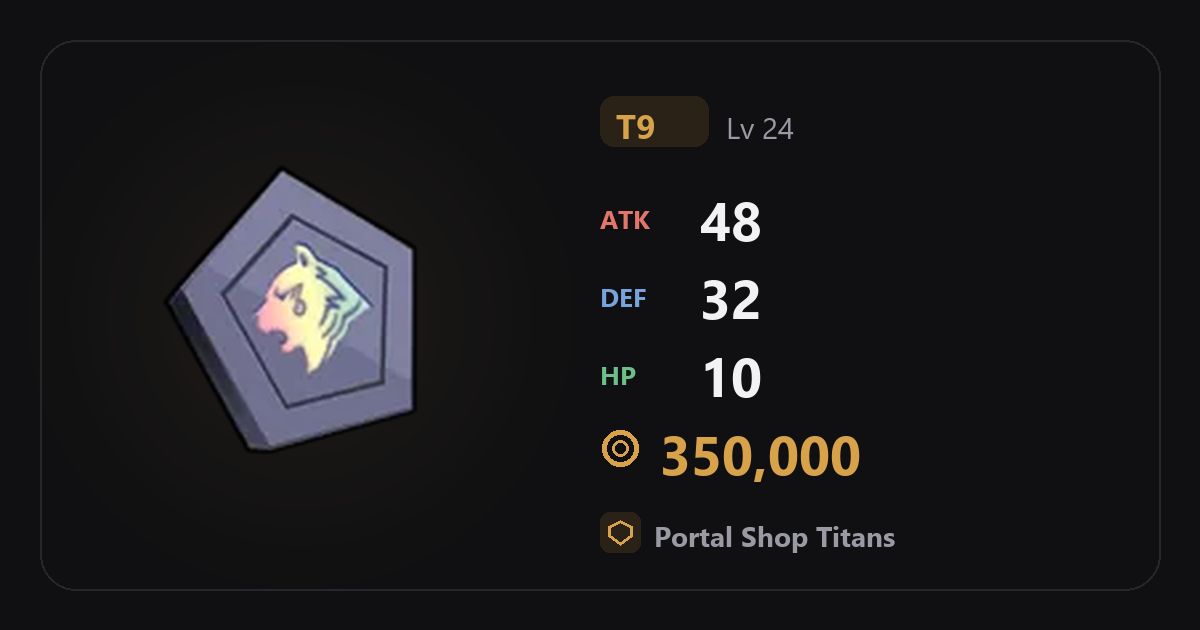 T9 Lv 24
ATK 48
DEF 32
HP 10
350,000
Portal Shop Titans